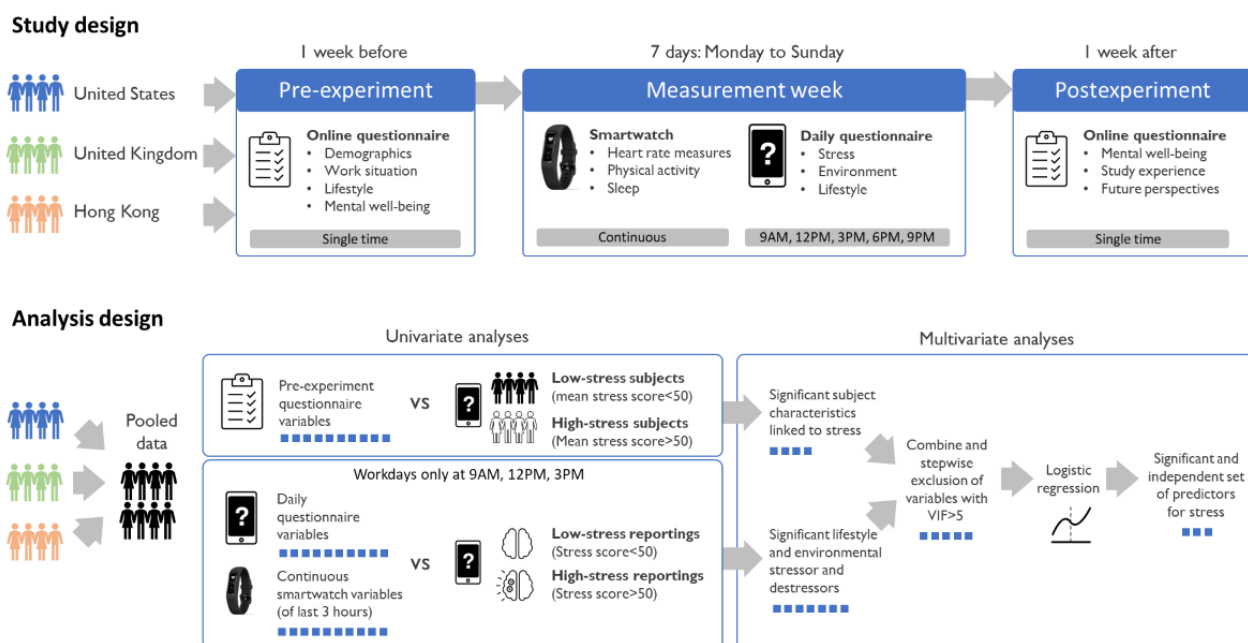 Study design
1 week before
7 days: Monday to Sunday
1 week after
United States
United Kingdom
Hong Kong
Pre-experiment
Online questionnaire
• Demographics
• Work situation
• Lifestyle
• Mental well-being
Single time
Measurement week
Smartwatch
• Heart rate measures
• Physical activity
• Sleep
Continuous
?
Daily questionnaire
• Stress
• Environment
• Lifestyle
9AM, 12PM, 3PM, 6PM, 9PM
Postexperiment
Online questionnaire
• Mental well-being
• Study experience
• Future perspectives
Single time
Analysis design
Univariate analyses
Multivariate analyses
Pooled
data
Pre-experiment
questionnaire
variables
VS
?
Low-stress subjects
(mean stress score<50)
High-stress subjects
(Mean stress score>50)
Workdays only at 9AM, 12PM, 3PM
?
Daily
questionnaire
variables
Continuous
smartwatch variables
(of last 3 hours)
VS
?
Low-stress reportings
(Stress score<50)
High-stress reportings
(Stress score>50)
Significant subject
characteristics
linked to stress
Significant lifestyle
and environmental
stressor and
destressors
Combine and
stepwise
exclusion of
variables with
VIF>5
Logistic
regression
Significant and
independent set
of predictors
for stress